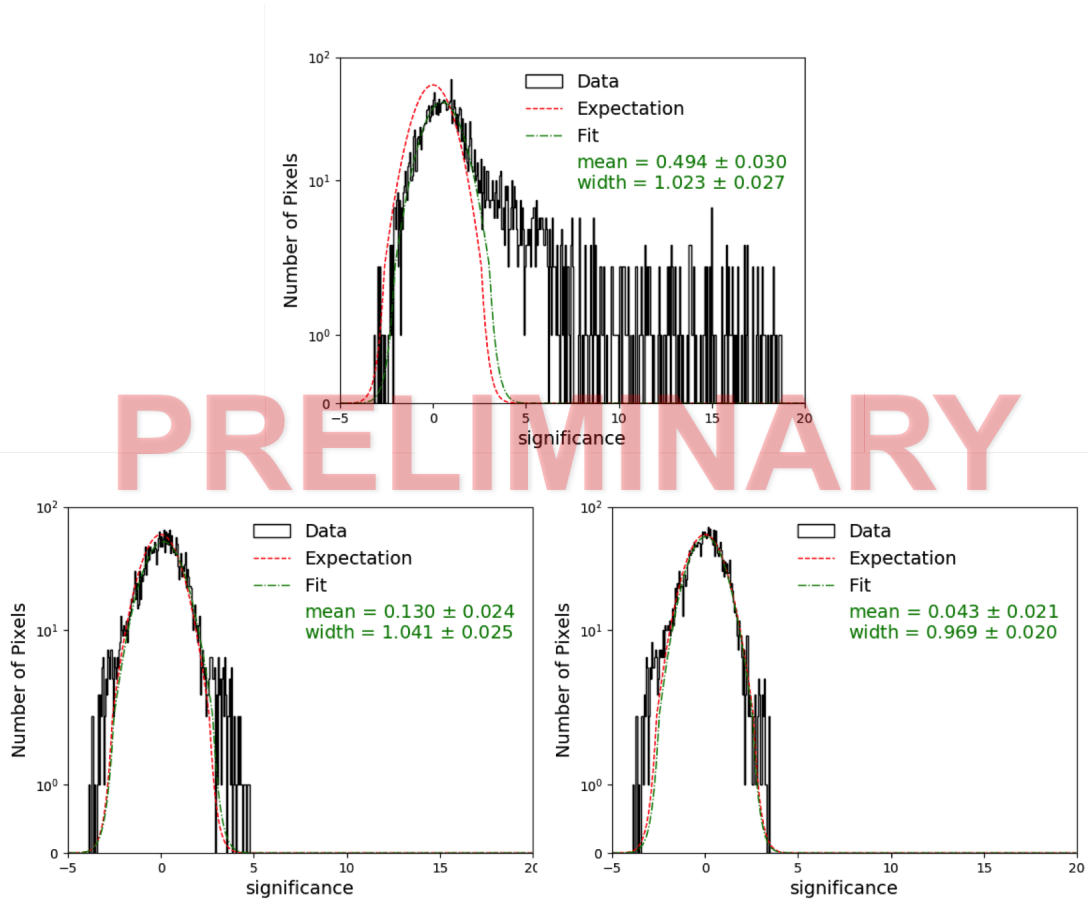 10²
Data
Expectation
Fit
mean = 0.494 ± 0.030
width = 1.023 ± 0.027
10¹
Number of Pixels
10⁰
0
−5 0 5 10 15 20
significance
PRELIMINARY
10²
Data
Expectation
Fit
mean = 0.130 ± 0.024
width = 1.041 ± 0.025
10¹
Number of Pixels
10⁰
0
−5 0 5 10 15 20
significance
10²
Data
Expectation
Fit
mean = 0.043 ± 0.021
width = 0.969 ± 0.020
10¹
Number of Pixels
10⁰
0
−5 0 5 10 15 20
significance